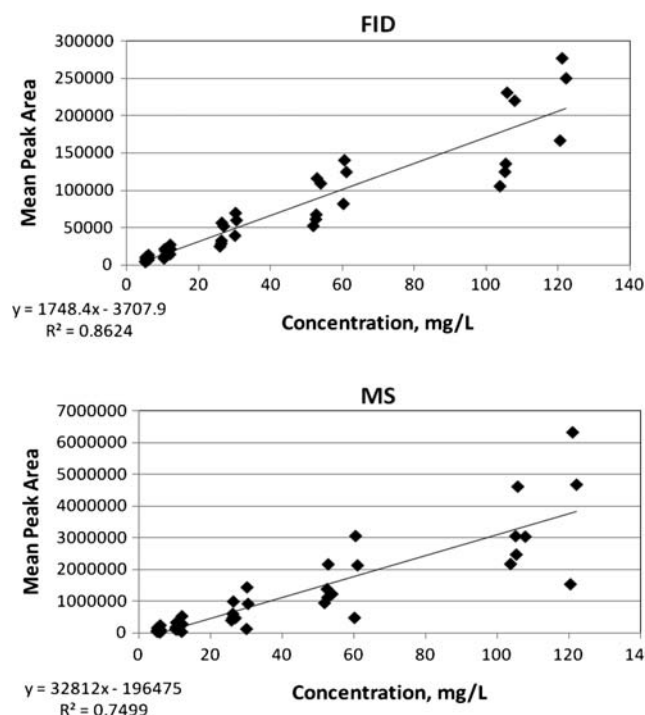 FID
300000
250000
200000
150000
100000
50000
0
Mean Peak Area
0 20 40 60 80 100 120 140
Concentration, mg/L
y = 1748.4x - 3707.9
R² = 0.8624
MS
7000000
6000000
5000000
4000000
3000000
2000000
1000000
0
Mean Peak Area
0 20 40 60 80 100 120 14
Concentration, mg/L
y = 32812x - 196475
R² = 0.7499